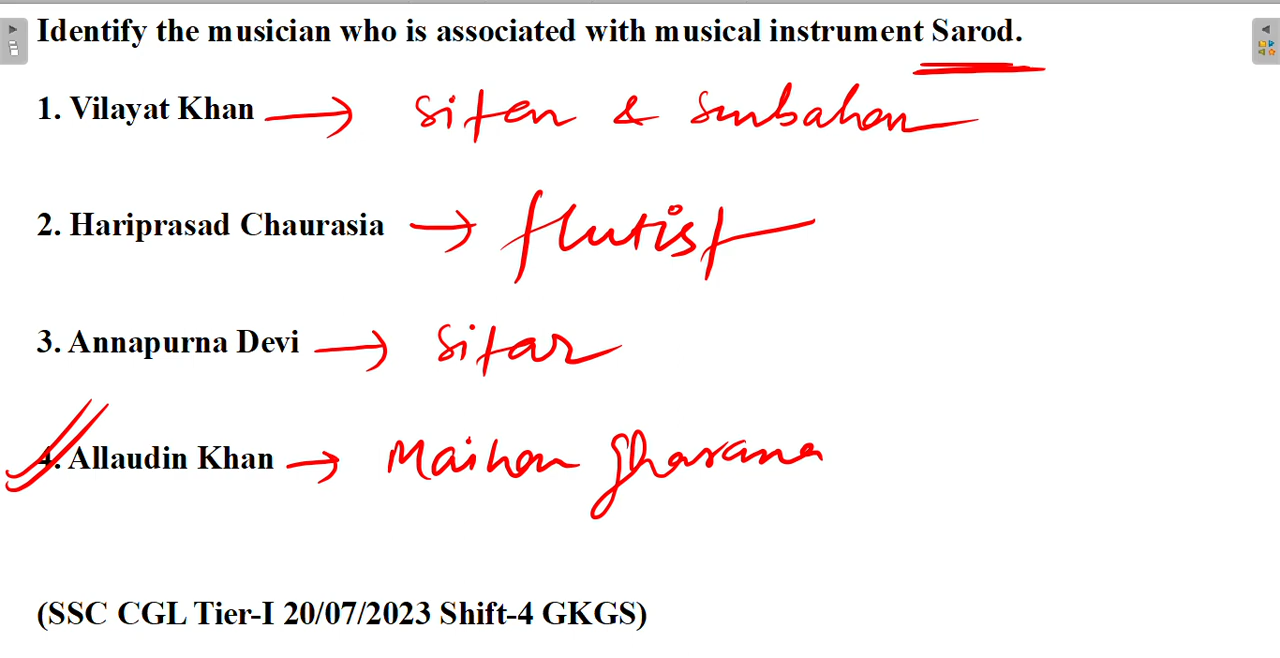 Identify the musician who is associated with musical instrument Sarod.
1. Vilayat Khan → sitar & surbahar
2. Hariprasad Chaurasia → flutist
3. Annapurna Devi → sitar
4. Allaudin Khan → Maihar gharana
(SSC CGL Tier-I 20/07/2023 Shift-4 GKGS)